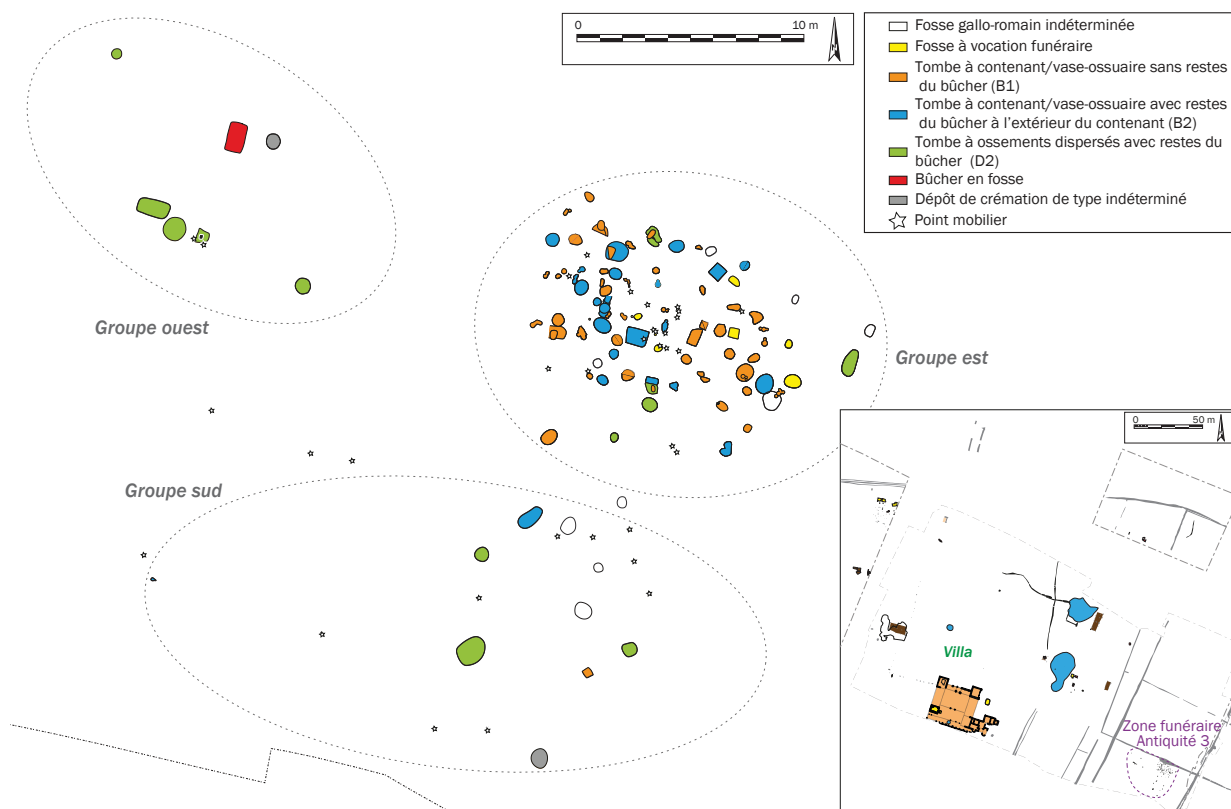 0 10 m
Fosse gallo-romain indéterminée
Fosse à vocation funéraire
Tombe à contenant/vase-ossuaire sans restes
du bûcher (B1)
Tombe à contenant/vase-ossuaire avec restes
du bûcher à l'extérieur du contenant (B2)
Tombe à ossements dispersés avec restes du
bûcher (D2)
Bûcher en fosse
Dépôt de crémation de type indéterminé
Point mobilier
Groupe ouest
Groupe est
Groupe sud
0 50 m
Villa
Zone funéraire
Antiquité 3